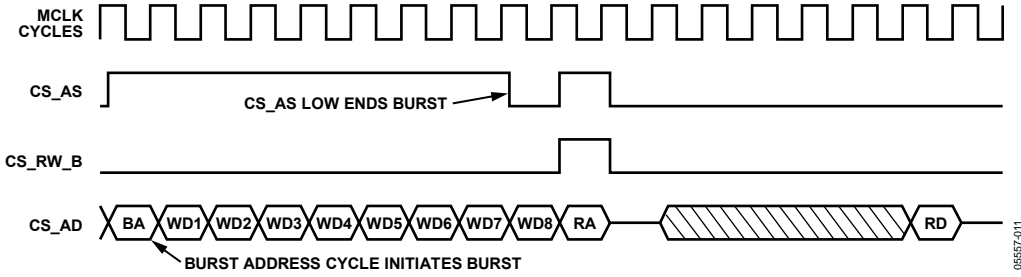 MCLK
CYCLES
CS_AS
CS_AS LOW ENDS BURST
CS_RW_B
CS_AD
BA WD1 WD2 WD3 WD4 WD5 WD6 WD7 WD8 RA RD
BURST ADDRESS CYCLE INITIATES BURST
05557-011